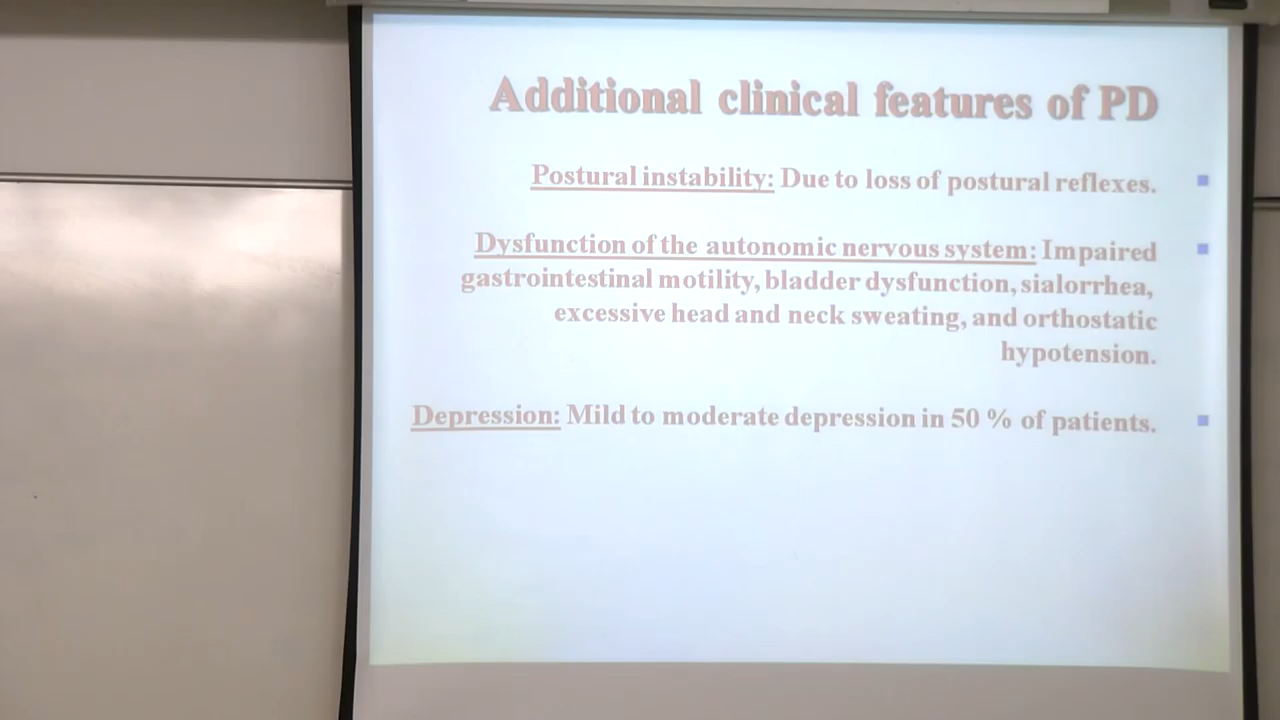 Additional clinical features of PD
Postural instability: Due to loss of postural reflexes.
Dysfunction of the autonomic nervous system: Impaired
gastrointestinal motility, bladder dysfunction, sialorrhea,
excessive head and neck sweating, and orthostatic
hypotension.
Depression: Mild to moderate depression in 50 % of patients.